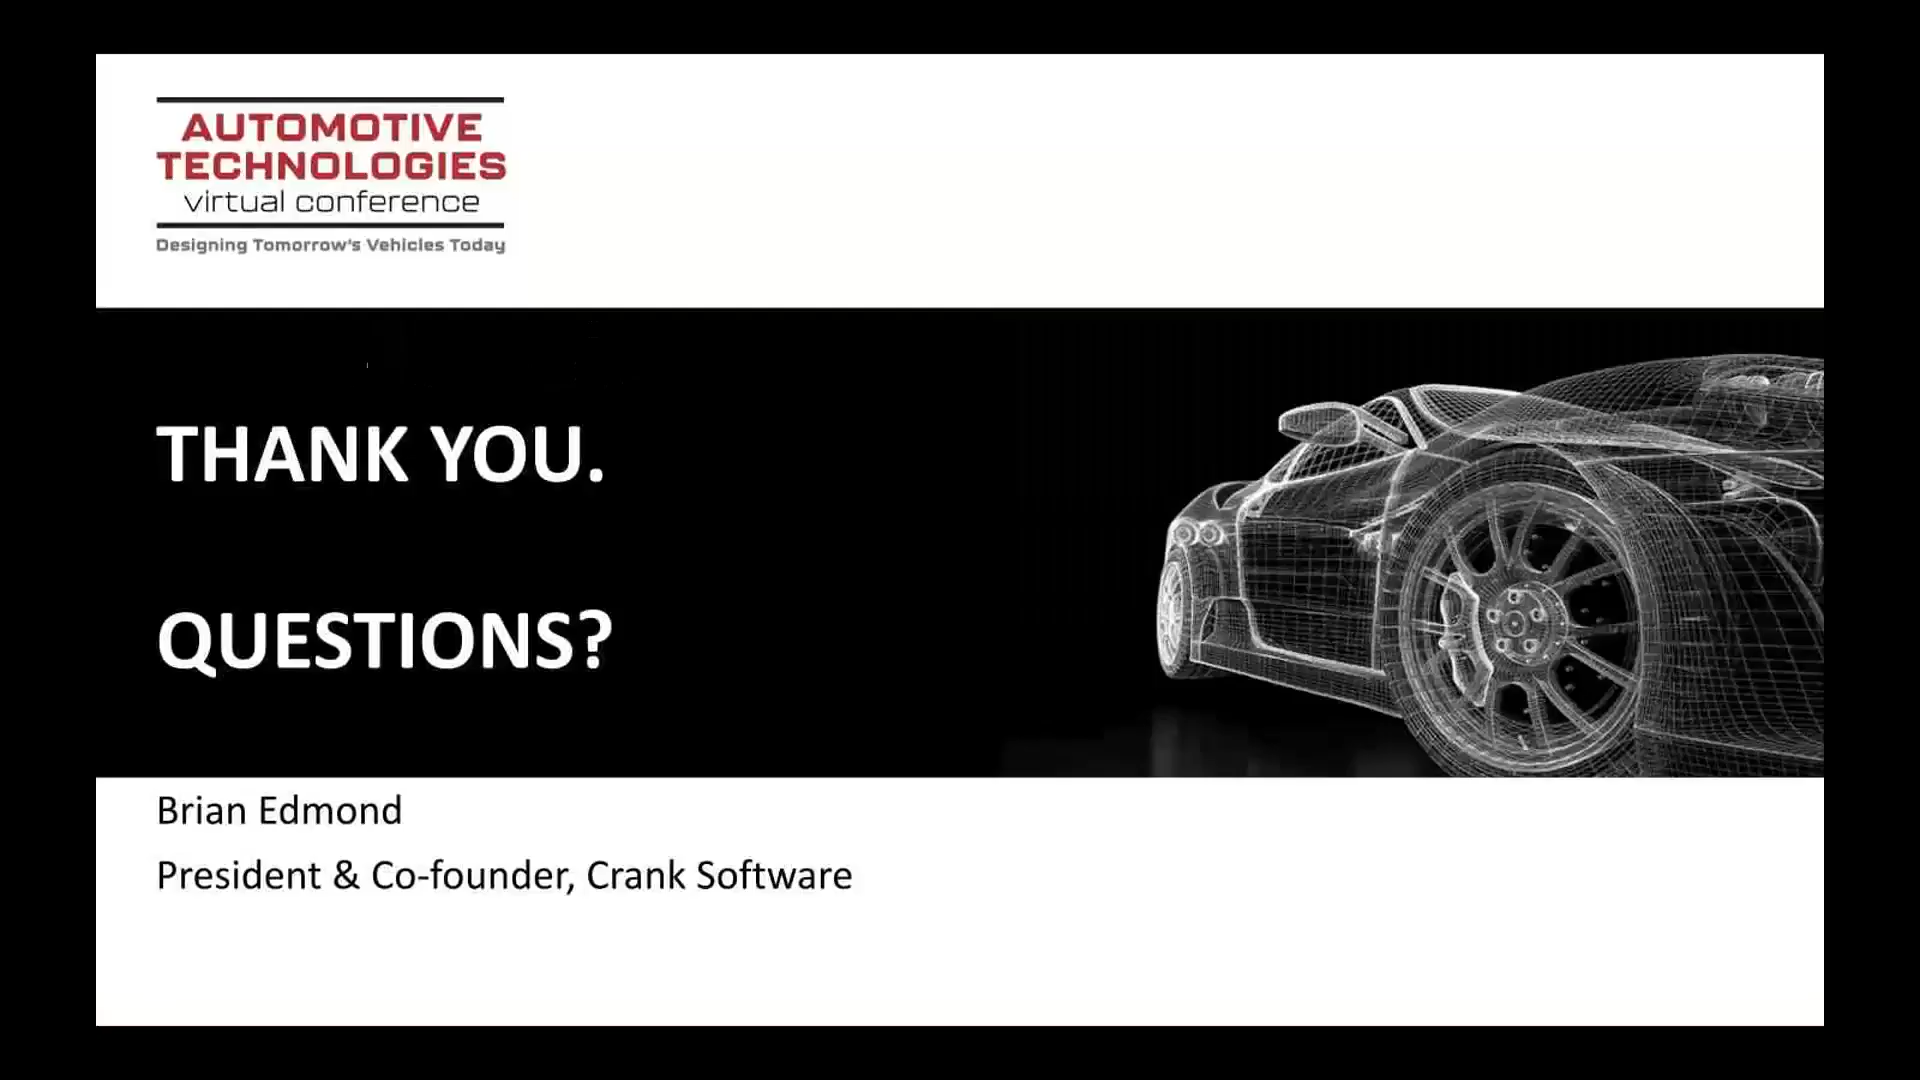 AUTOMOTIVE
TECHNOLOGIES
virtual conference
Designing Tomorrow's Vehicles Today
THANK YOU.
QUESTIONS?
Brian Edmond
President & Co-founder, Crank Software